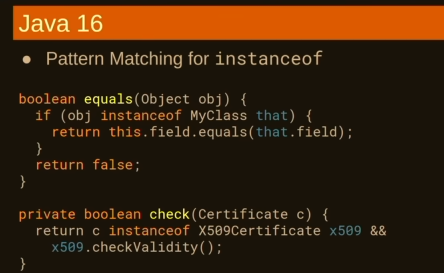 Java 16
● Pattern Matching for instanceof
boolean equals(Object obj) {
  if (obj instanceof MyClass that) {
    return this.field.equals(that.field);
  }
  return false;
}
private boolean check(Certificate c) {
  return c instanceof X509Certificate x509 &&
    x509.checkValidity();
}